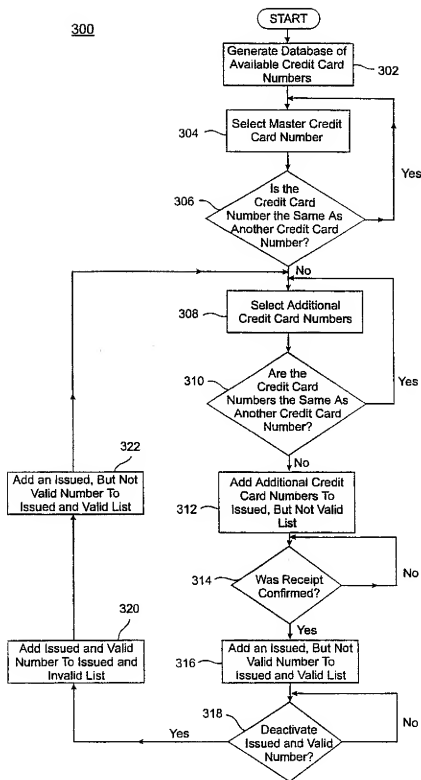 START
300
Generate Database of
Available Credit Card
Numbers
302
Select Master Credit
Card Number
304
Yes
Is the
Credit Card
Number the Same As
Another Credit Card
Number?
306
No
Select Additional
Credit Card Numbers
308
Are the
Credit Card
Numbers the Same As
Another Credit Card
Number?
310
Yes
No
322
Add an Issued, But Not
Valid Number To
Issued and Valid List
Add Additional Credit
Card Numbers To
Issued, But Not Valid
List
312
Was Receipt
Confirmed?
314
No
Yes
320
Add Issued and Valid
Number To Issued and
Invalid List
Add an Issued, But Not
Valid Number To
Issued and Valid List
316
318
No
Deactivate
Issued and Valid
Number?
Yes